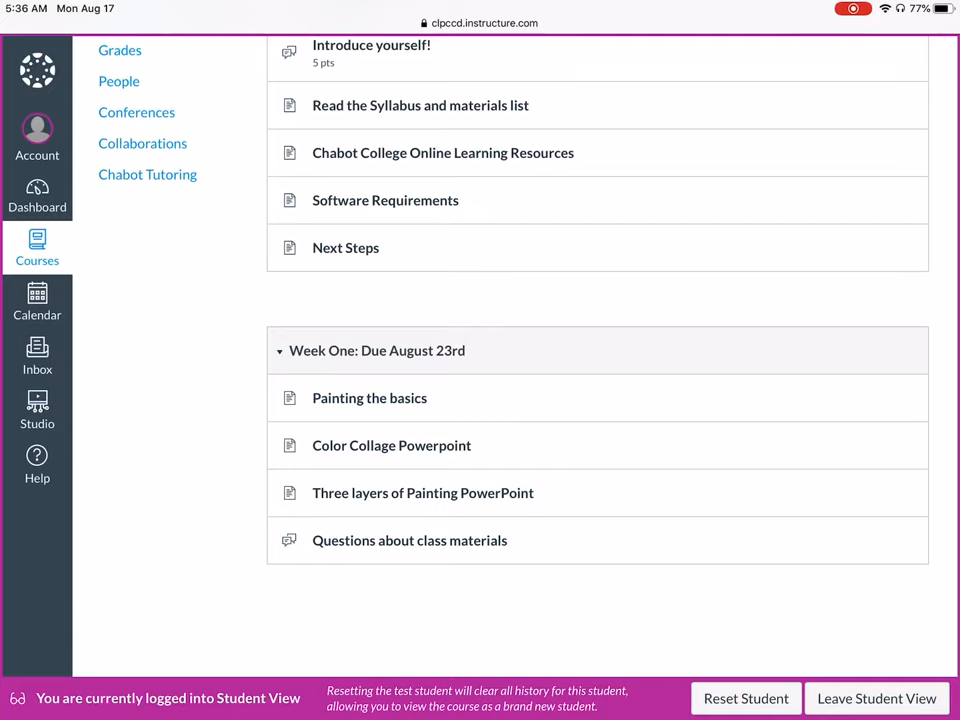 5:36 AM Mon Aug 17
77%
clpccd.instructure.com
Grades
People
Conferences
Collaborations
Chabot Tutoring
Account
Dashboard
Courses
Calendar
Inbox
Studio
Help
Introduce yourself!
5 pts
Read the Syllabus and materials list
Chabot College Online Learning Resources
Software Requirements
Next Steps
Week One: Due August 23rd
Painting the basics
Color Collage Powerpoint
Three layers of Painting PowerPoint
Questions about class materials
You are currently logged into Student View
Resetting the test student will clear all history for this student,
allowing you to view the course as a brand new student.
Reset Student
Leave Student View